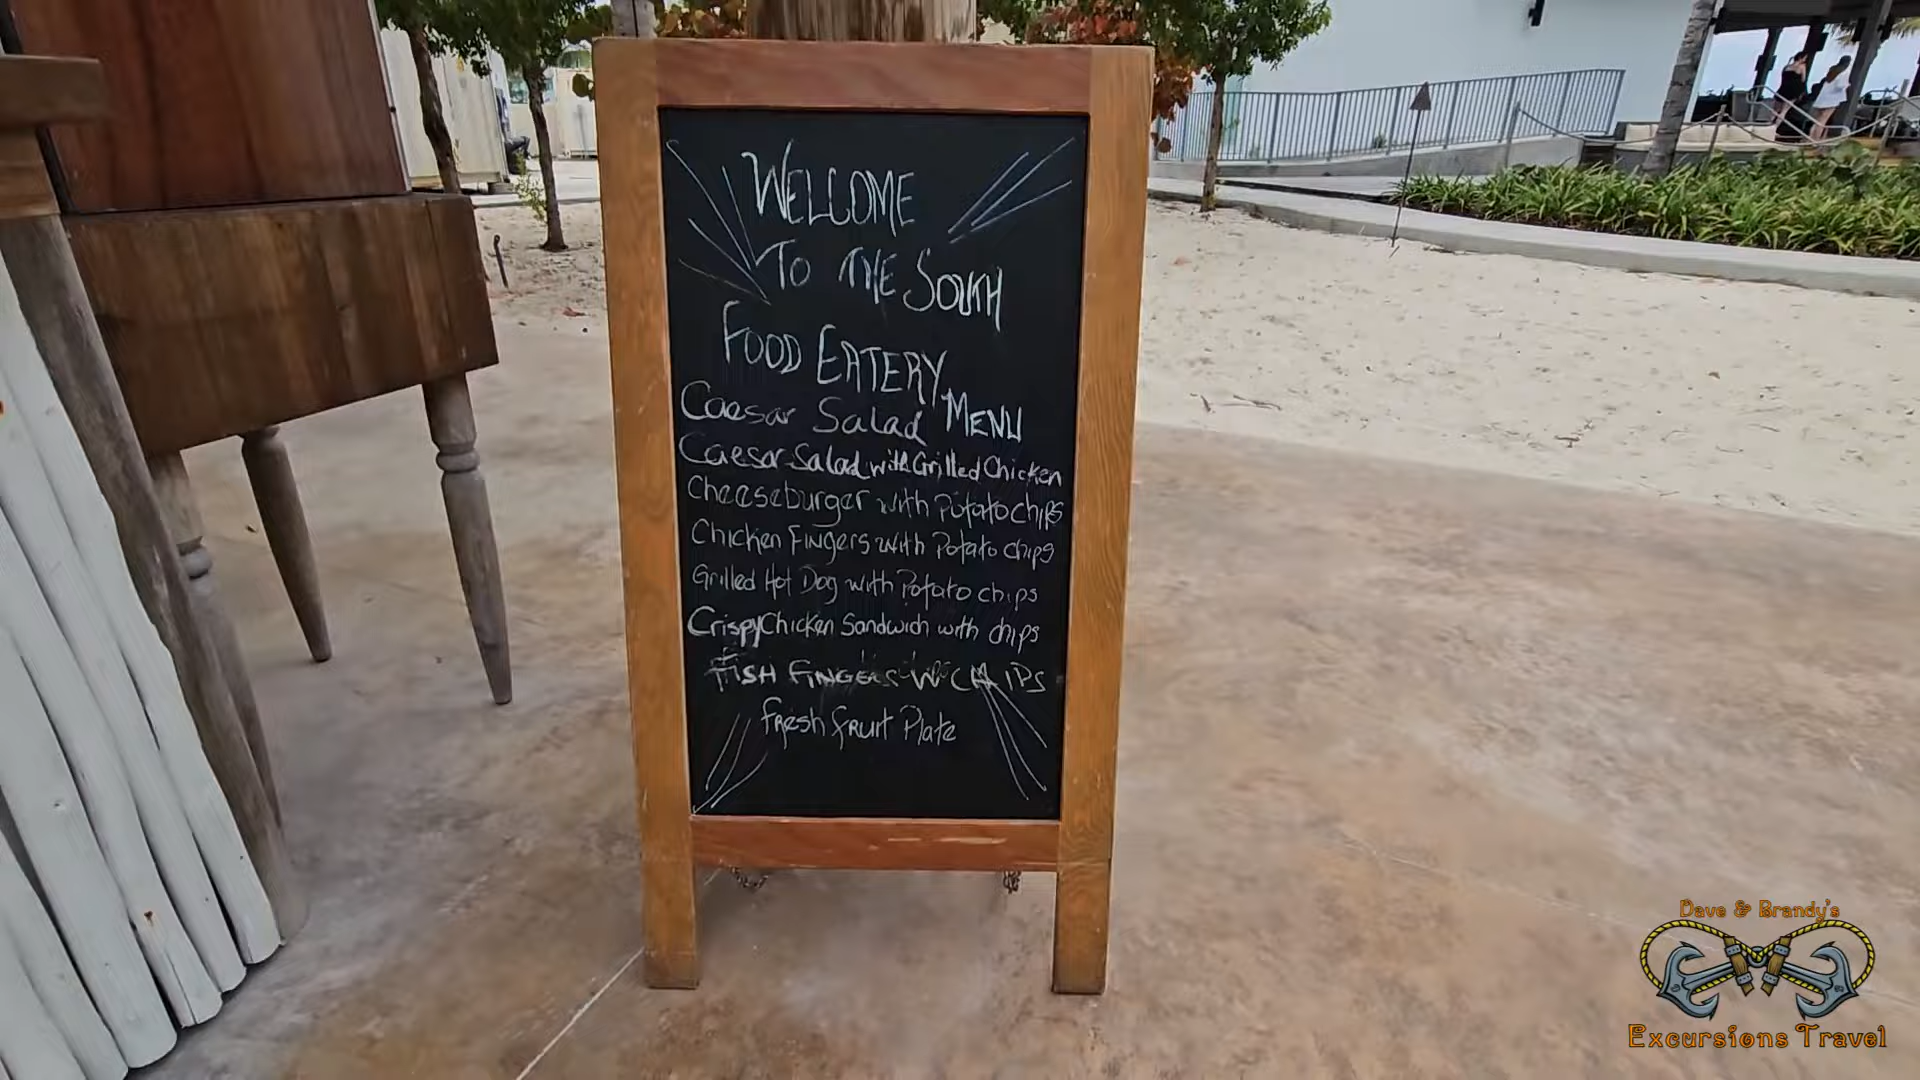 WELCOME
TO THE South
FOOD EATERY
MENU
Caesar Salad
Caesar Salad with Grilled Chicken
Cheeseburger with Potato chips
Chicken Fingers with Potato chips
Grilled Hot Dog with Potato chips
Crispy Chicken Sandwich with chips
FISH FINGERS W CHIPS
Fresh fruit Plate
Dave & Brandy's
Excursions Travel